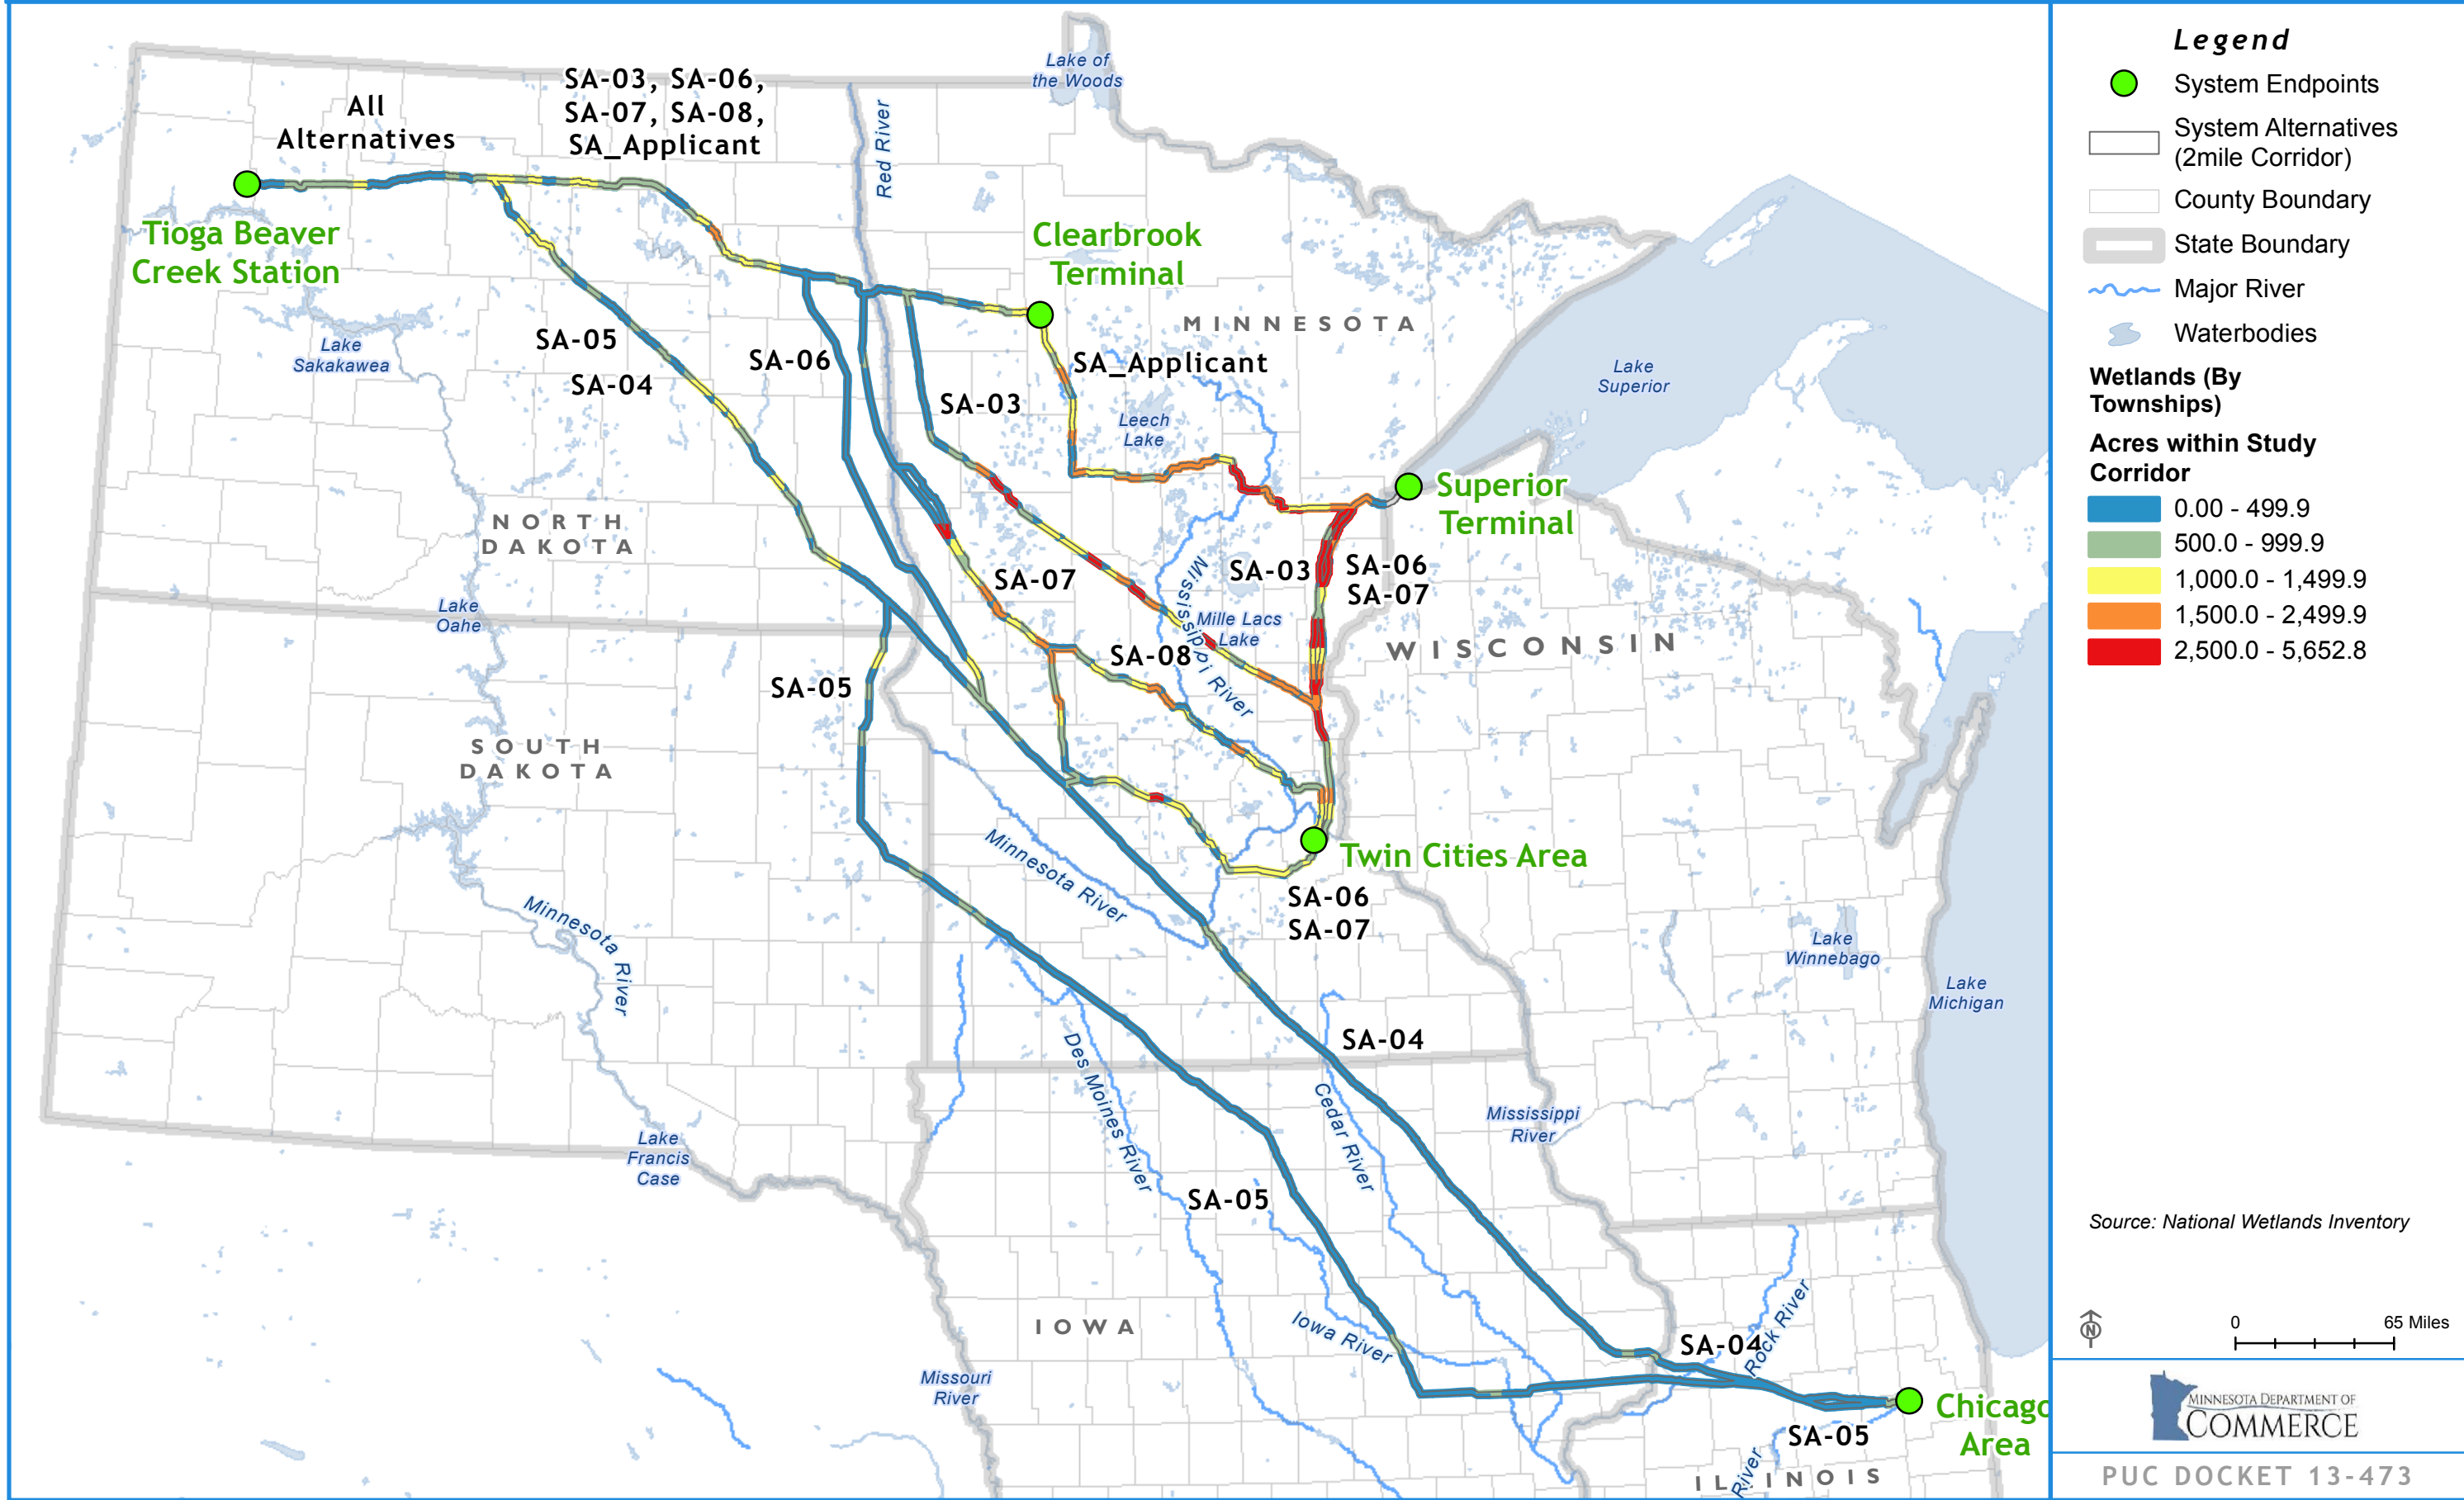 All
Alternatives
SA-03, SA-06,
SA-07, SA-08,
SA_Applicant
Red River
Lake of
the Woods
Tioga Beaver
Creek Station
Clearbrook
Terminal
MINNESOTA
SA_Applicant
Lake
Superior
Lake
Sakakawea
SA-05
SA-04
SA-06
SA-03
Leech
Lake
Superior
Terminal
NORTH
DAKOTA
SA-07
Mississippi River
SA-03
SA-06
SA-07
Lake
Oahe
Mille Lacs
Lake
WISCONSIN
SA-08
SA-05
SOUTH
DAKOTA
Minnesota River
Twin Cities Area
SA-06
SA-07
Minnesota River
Lake
Winnebago
Lake
Michigan
SA-04
Des Moines River
Cedar River
Mississippi
River
Lake
Francis
Case
SA-05
IOWA
Iowa River
Missouri
River
SA-04
Rock River
Chicago
Area
SA-05
River
ILLINOIS
Legend
System Endpoints
System Alternatives
(2mile Corridor)
County Boundary
State Boundary
Major River
Waterbodies
Wetlands (By
Townships)
Acres within Study
Corridor
0.00 - 499.9
500.0 - 999.9
1,000.0 - 1,499.9
1,500.0 - 2,499.9
2,500.0 - 5,652.8
Source: National Wetlands Inventory
N
0 65 Miles
MINNESOTA DEPARTMENT OF
COMMERCE
PUC DOCKET 13-473